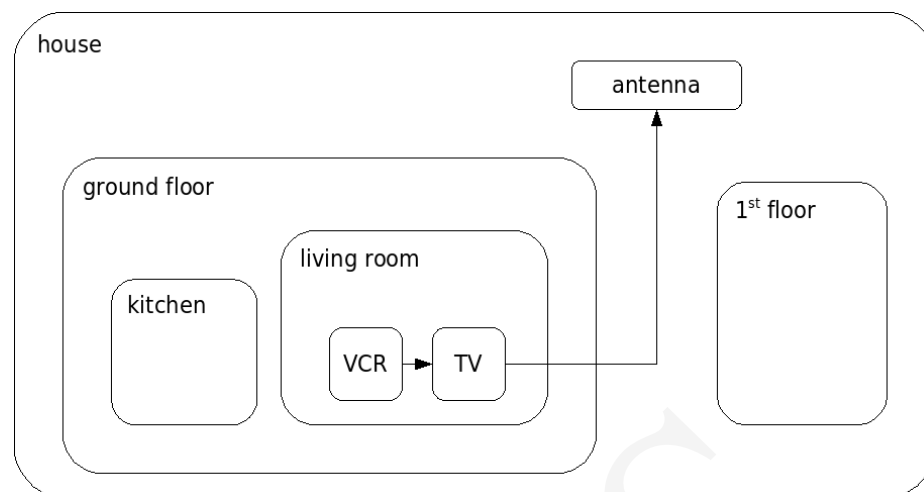 house
antenna
ground floor
1st floor
living room
kitchen
VCR
TV